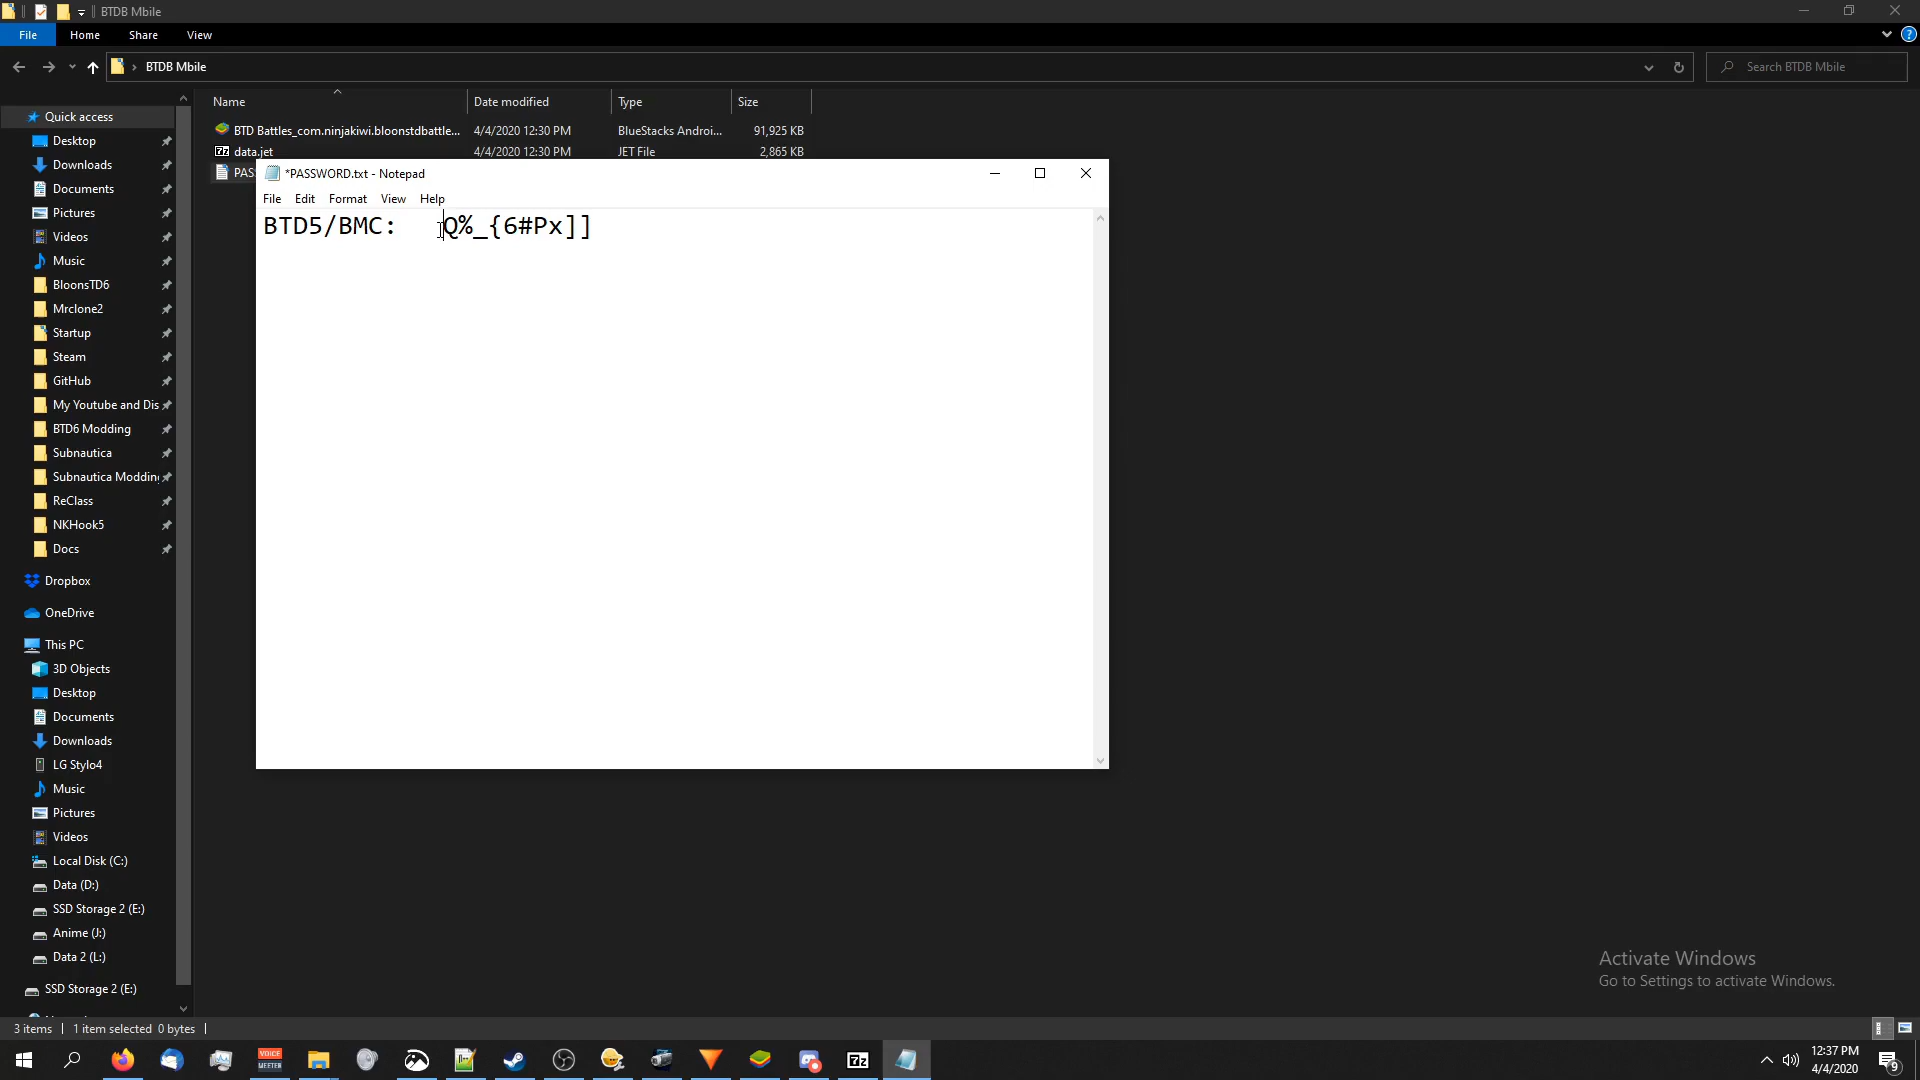 BTDB Mbile
File
Home
Share
View
BTDB Mbile
Search BTDB Mbile
Name
Date modified
Type
Size
BTD Battles_com.ninjakiwi.bloonstdbattle...
4/4/2020 12:30 PM
BlueStacks Androi...
91,925 KB
data.jet
4/4/2020 12:30 PM
JET File
2,865 KB
PAS
*PASSWORD.txt - Notepad
File
Edit
Format
View
Help
BTD5/BMC:   Q%_{6#Px]]
Quick access
Desktop
Downloads
Documents
Pictures
Videos
Music
BloonsTD6
Mrclone2
Startup
Steam
GitHub
My Youtube and Dis
BTD6 Modding
Subnautica
Subnautica Modding
ReClass
NKHook5
Docs
Dropbox
OneDrive
This PC
3D Objects
Desktop
Documents
Downloads
LG Stylo4
Music
Pictures
Videos
Local Disk (C:)
Data (D:)
SSD Storage 2 (E:)
Anime (J:)
Data 2 (L:)
SSD Storage 2 (E:)
Activate Windows
Go to Settings to activate Windows.
3 items
1 item selected  0 bytes
VOICE
MEETER
7z
12:37 PM
4/4/2020
9